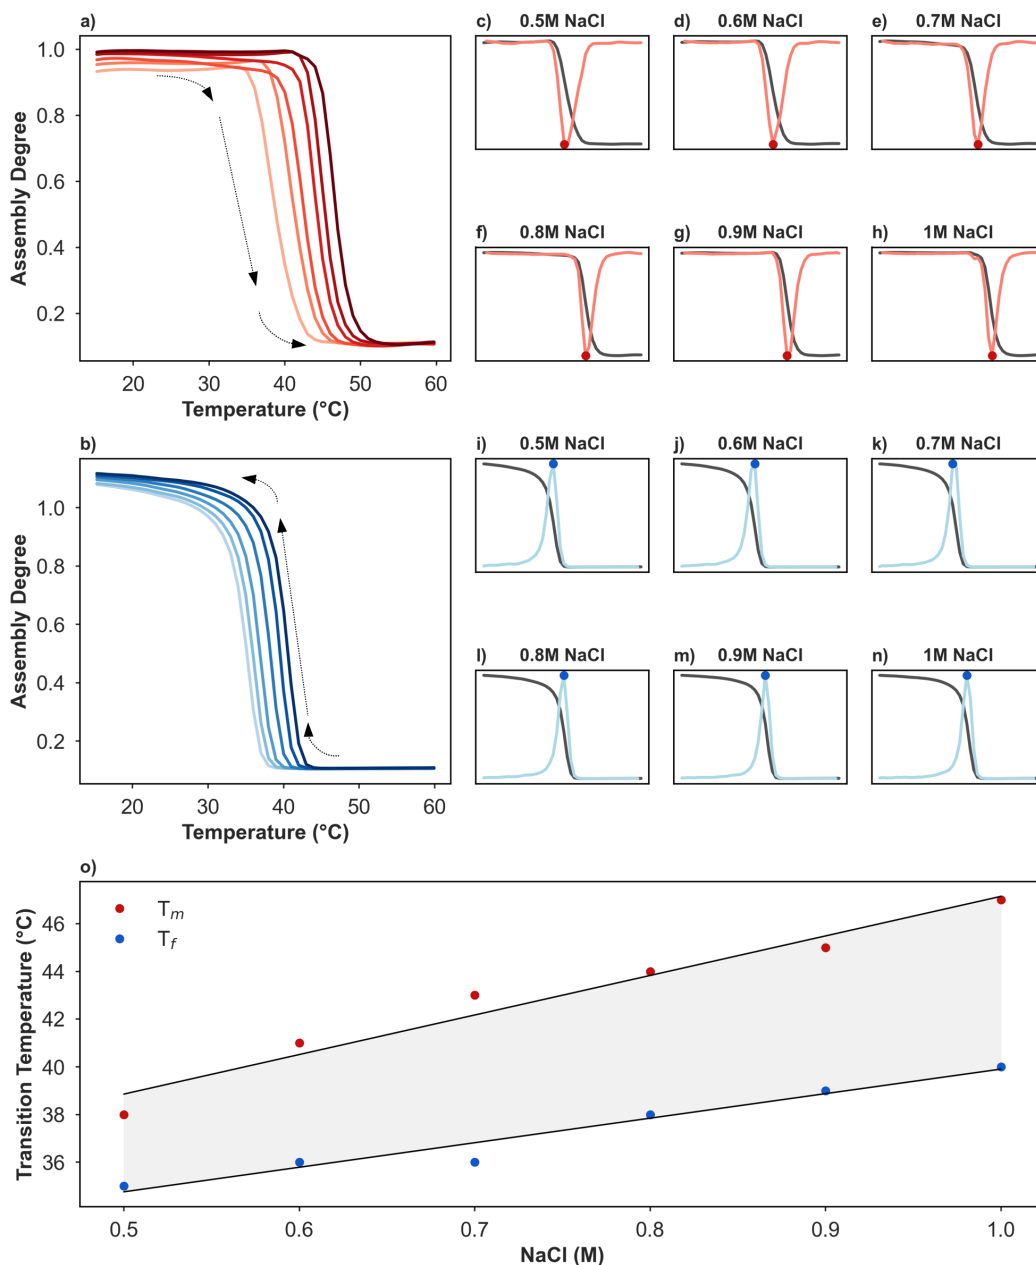 a)
1.0
0.8
0.6
0.4
0.2
Assembly Degree
20 30 40 50 60
Temperature (°C)
c) 0.5M NaCl
d) 0.6M NaCl
e) 0.7M NaCl
f) 0.8M NaCl
g) 0.9M NaCl
h) 1M NaCl
b)
1.0
0.8
0.6
0.4
0.2
Assembly Degree
20 30 40 50 60
Temperature (°C)
i) 0.5M NaCl
j) 0.6M NaCl
k) 0.7M NaCl
l) 0.8M NaCl
m) 0.9M NaCl
n) 1M NaCl
o)
T_m
T_f
46
44
42
40
38
36
Transition Temperature (°C)
0.5 0.6 0.7 0.8 0.9 1.0
NaCl (M)